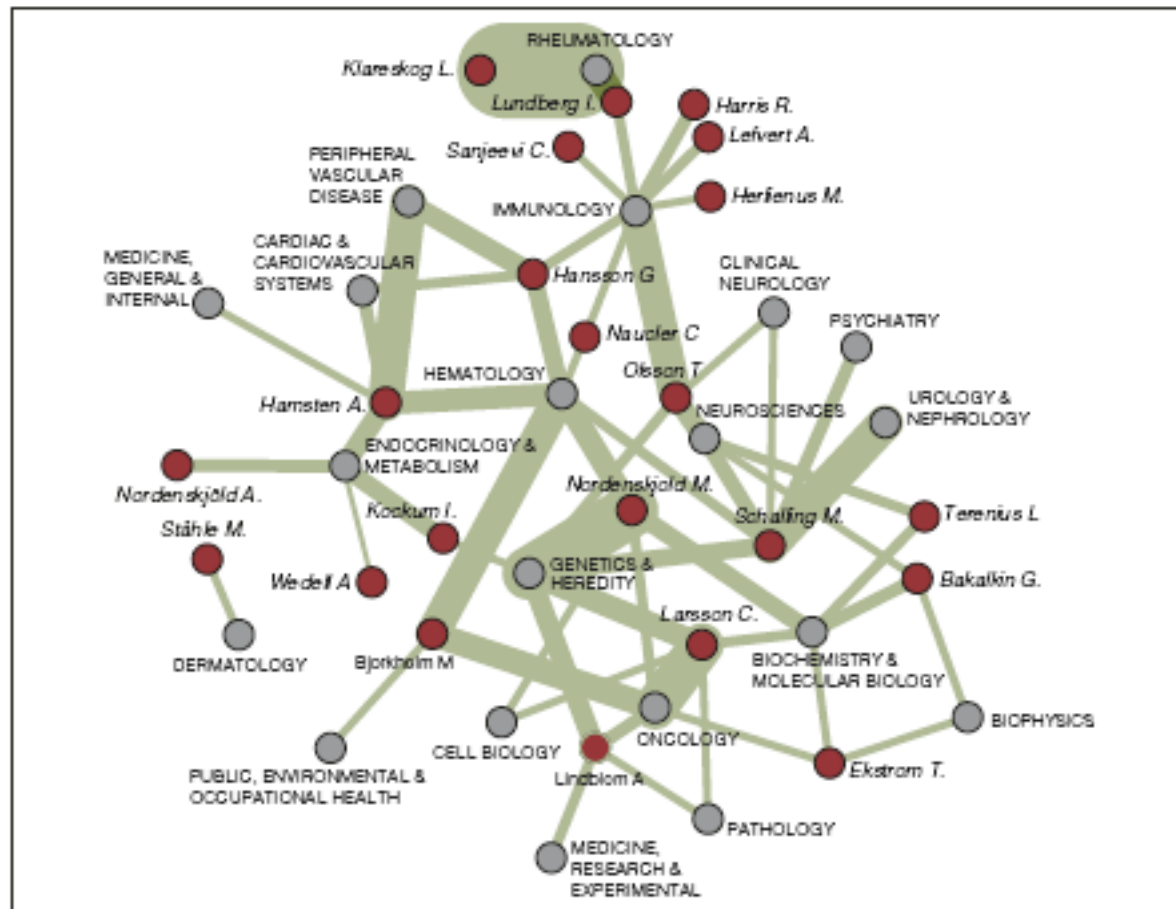 RHEUMATOLOGY
Klareskog L.
Lundberg I.
Harris R.
Lefvert A.
Sanjeevi C.
PERIPHERAL
VASCULAR
DISEASE
IMMUNOLOGY
Herlienus M.
CARDIAC &
CARDIOVASCULAR
SYSTEMS
MEDICINE,
GENERAL &
INTERNAL
Hansson G
CLINICAL
NEUROLOGY
PSYCHIATRY
Naucler C
Olsson T
HEMATOLOGY
Hamsten A.
NEUROSCIENCES
UROLOGY &
NEPHROLOGY
ENDOCRINOLOGY &
METABOLISM
Nordenskjöld A.
Nordenskjold M.
Kockum I.
Schalling M.
Terenius L
Ståhle M.
Wedell A
GENETICS &
HEREDITY
Bakalkin G.
Larsson C.
DERMATOLOGY
Bjorkholm M
BIOCHEMISTRY &
MOLECULAR BIOLOGY
BIOPHYSICS
CELL BIOLOGY
ONCOLOGY
Ekstrom T.
PUBLIC, ENVIRONMENTAL &
OCCUPATIONAL HEALTH
Lindblom A
PATHOLOGY
MEDICINE,
RESEARCH &
EXPERIMENTAL